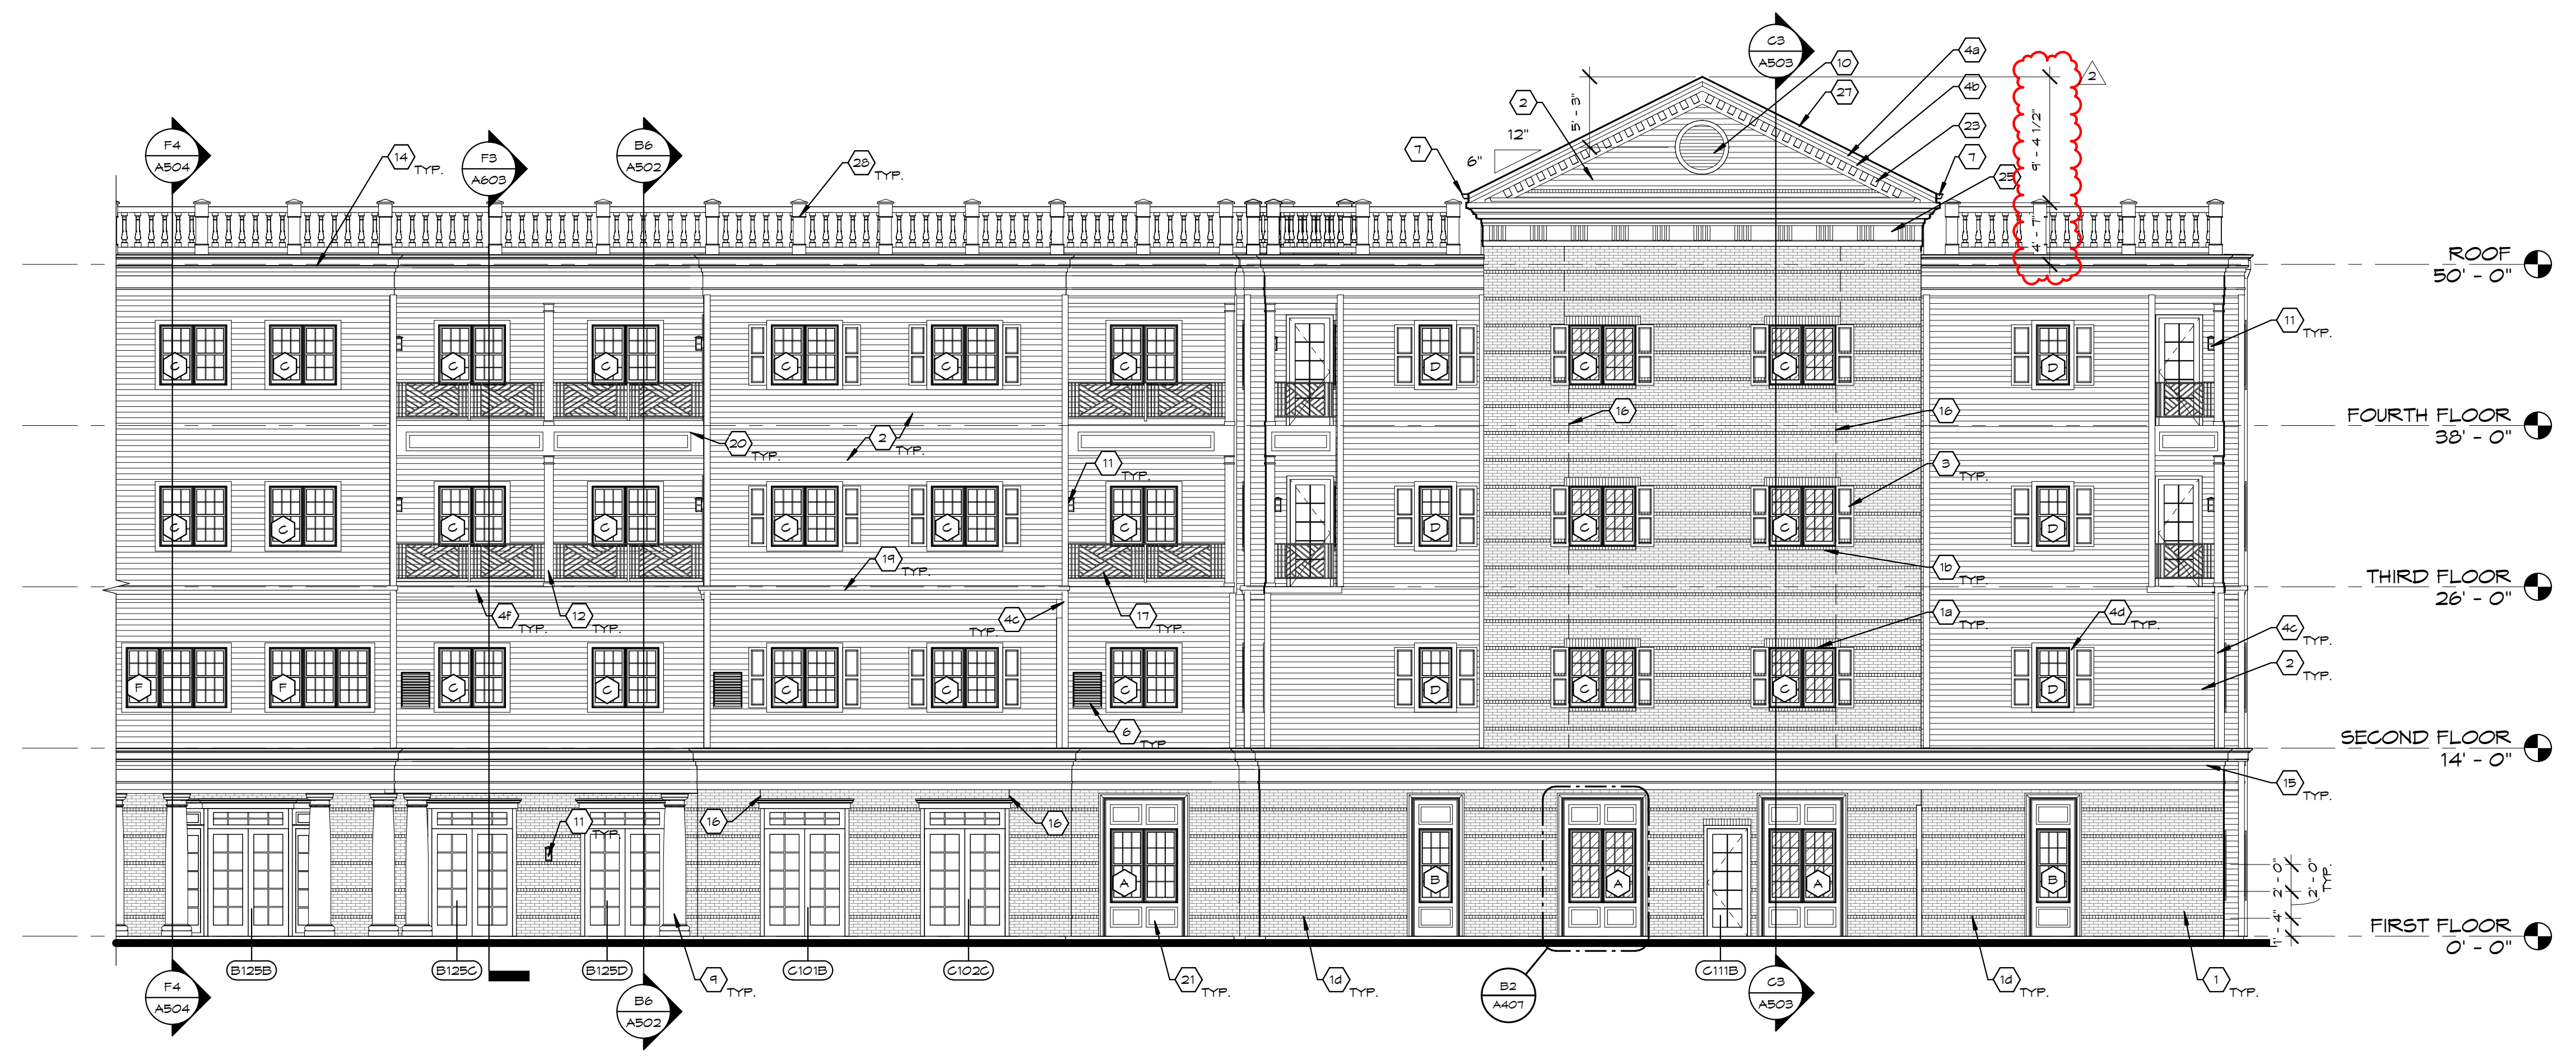 C3
A503
10
4a
2
4b
27
2
5' - 3"
12"
6"
23
7
7
25
9' - 4 1/2"
4' - 7"
F4
A504
14
TYP.
F3
A603
B6
A502
28
TYP.
ROOF
50' - 0"
11
TYP.
C
C
C
C
C
C
C
D
C
C
D
16
16
FOURTH FLOOR
38' - 0"
20
TYP.
2
TYP.
11
TYP.
3
TYP.
C
C
C
C
C
C
C
D
C
C
D
19
TYP.
1b
TYP.
THIRD FLOOR
26' - 0"
4f
TYP.
12
TYP.
TYP.
4c
17
TYP.
1a
TYP.
4d
TYP.
4c
TYP.
2
TYP.
F
F
C
C
C
C
C
D
C
C
D
6
TYP
SECOND FLOOR
14' - 0"
15
TYP.
11
TYP.
16
16
A
B
A
A
B
2' - 0"
2' - 0"
TYP.
1' - 4"
FIRST FLOOR
0' - 0"
B125B
B125C
B125D
C101B
C102C
C111B
F4
A504
B6
A502
9
TYP.
21
TYP.
1d
TYP.
B2
A407
C3
A503
1d
TYP.
1
TYP.